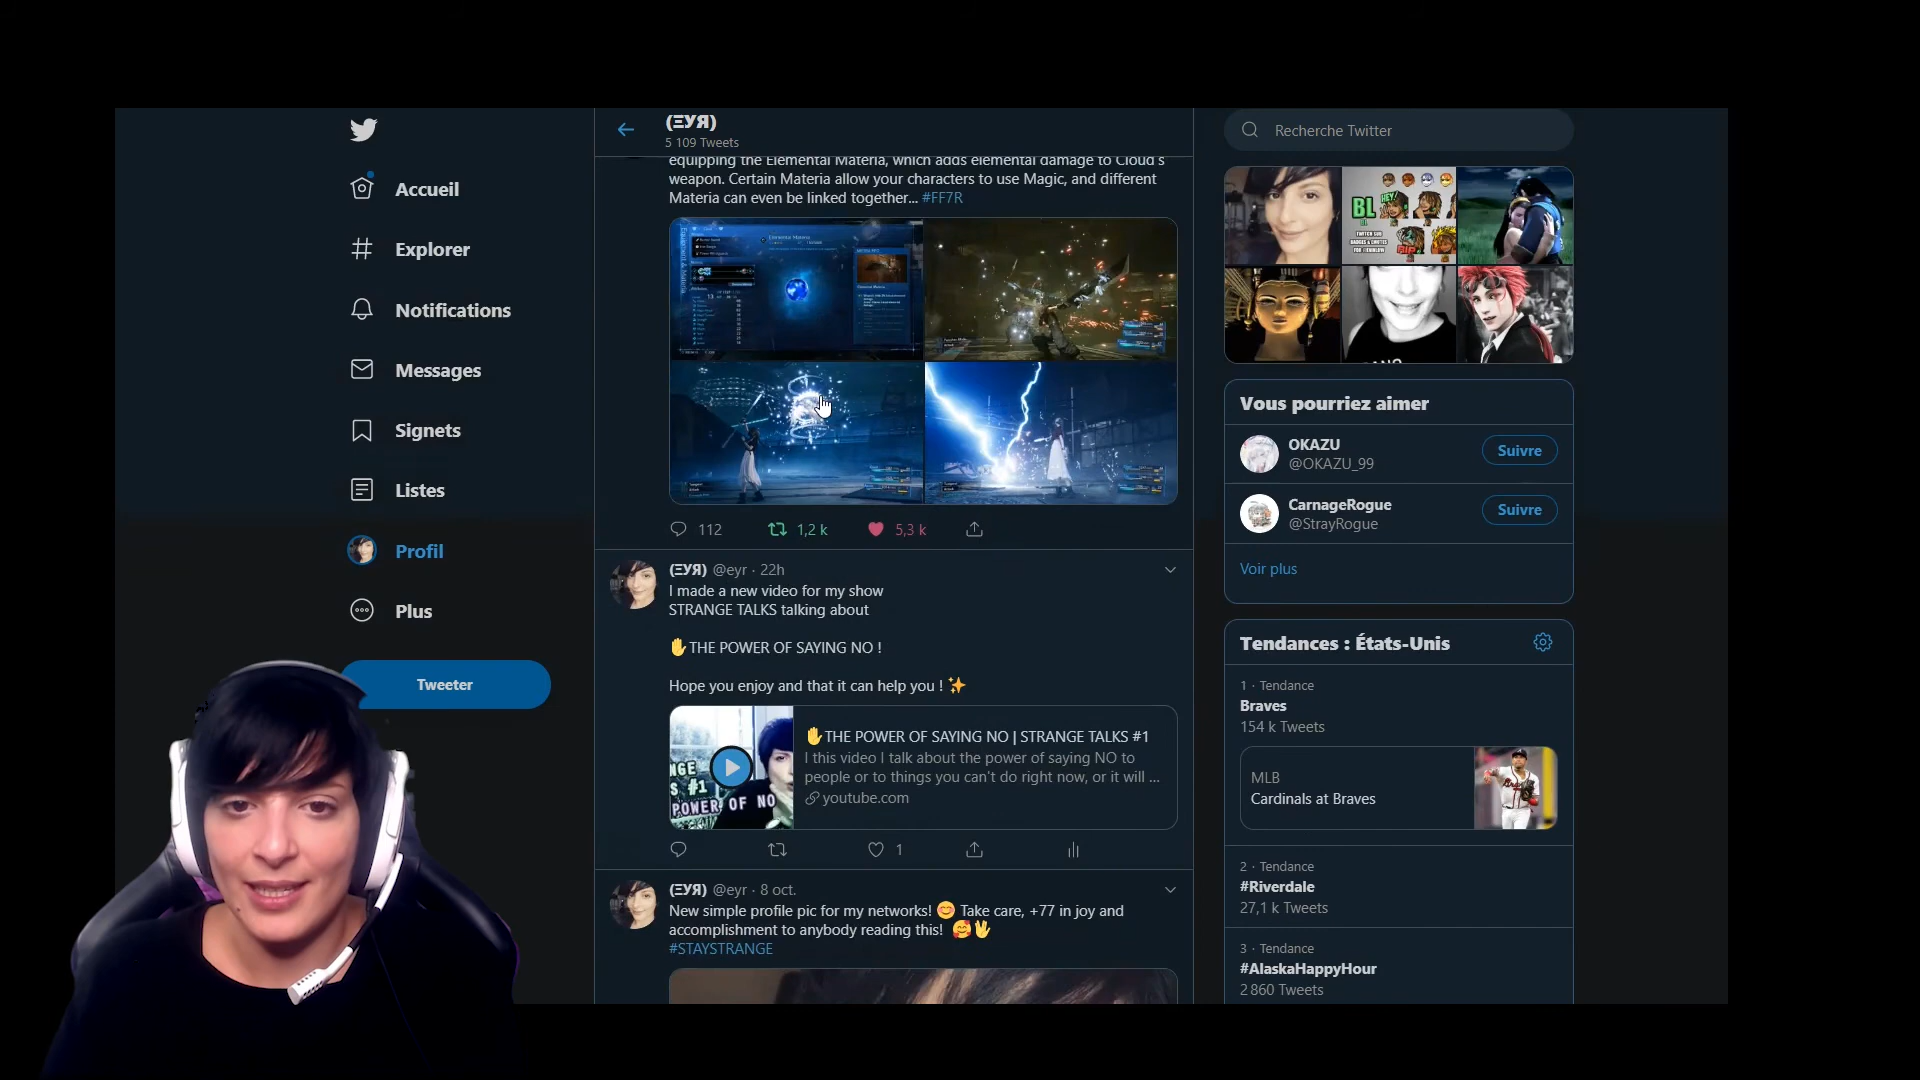 Accueil
Explorer
Notifications
Messages
Signets
Listes
Profil
Plus
Tweeter
(ΞУЯ)
5 109 Tweets
equipping the Elemental Materia, which adds elemental damage to Cloud's
weapon. Certain Materia allow your characters to use Magic, and different
Materia can even be linked together... #FF7R
112
1,2 k
5,3 k
(ΞУЯ) @eyr · 22h
I made a new video for my show
STRANGE TALKS talking about
✋THE POWER OF SAYING NO !
Hope you enjoy and that it can help you ! ✨
NGE
S #1
POWER OF NO
✋THE POWER OF SAYING NO | STRANGE TALKS #1
I this video I talk about the power of saying NO to
people or to things you can't do right now, or it will ...
youtube.com
1
(ΞУЯ) @eyr · 8 oct.
New simple profile pic for my networks! 😊 Take care, +77 in joy and
accomplishment to anybody reading this! 🥰🖖
#STAYSTRANGE
Recherche Twitter
BL
HEY!
Vous pourriez aimer
OKAZU
@OKAZU_99
Suivre
CarnageRogue
@StrayRogue
Suivre
Voir plus
Tendances : États-Unis
1 · Tendance
Braves
154 k Tweets
MLB
Cardinals at Braves
2 · Tendance
#Riverdale
27,1 k Tweets
3 · Tendance
#AlaskaHappyHour
2 860 Tweets